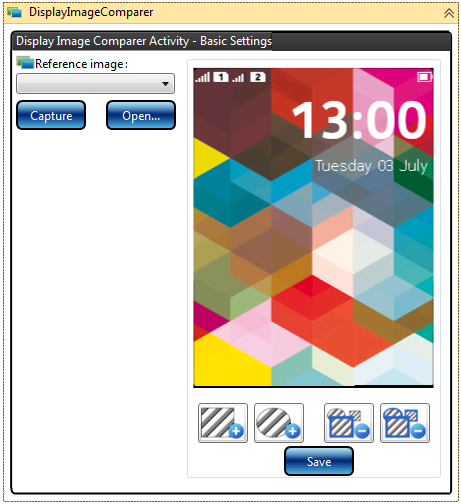 DisplayImageComparer
Display Image Comparer Activity - Basic Settings
Reference image:
Capture
Open...
1 2
13:00
Tuesday 03 July
Save